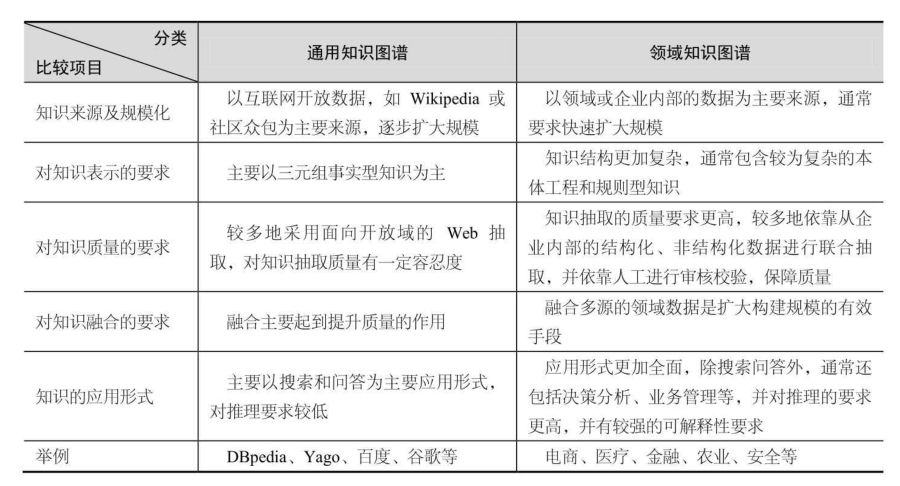 分类
比较项目
通用知识图谱
领域知识图谱
知识来源及规模化
以互联网开放数据，如 Wikipedia 或
社区众包为主要来源，逐步扩大规模
以领域或企业内部的数据为主要来源，通常
要求快速扩大规模
对知识表示的要求
主要以三元组事实型知识为主
知识结构更加复杂，通常包含较为复杂的本
体工程和规则型知识
对知识质量的要求
较多地采用面向开放域的 Web 抽
取，对知识抽取质量有一定容忍度
知识抽取的质量要求更高，较多地依靠从企
业内部的结构化、非结构化数据进行联合抽
取，并依靠人工进行审核校验，保障质量
对知识融合的要求
融合主要起到提升质量的作用
融合多源的领域数据是扩大构建规模的有效
手段
知识的应用形式
主要以搜索和问答为主要应用形式，
对推理要求较低
应用形式更加全面，除搜索问答外，通常还
包括决策分析、业务管理等，并对推理的要求
更高，并有较强的可解释性要求
举例
DBpedia、Yago、百度、谷歌等
电商、医疗、金融、农业、安全等